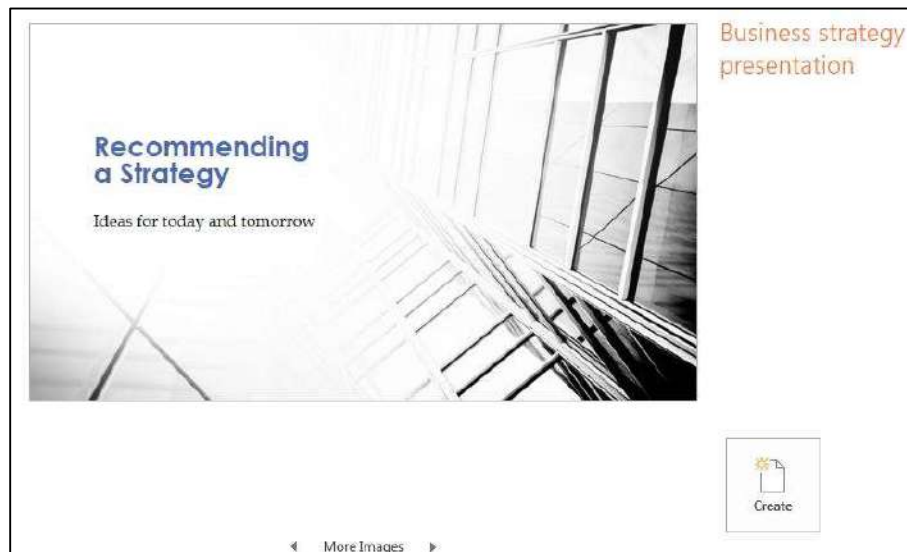 Business strategy
presentation
Recommending
a Strategy
Ideas for today and tomorrow
Create
More Images